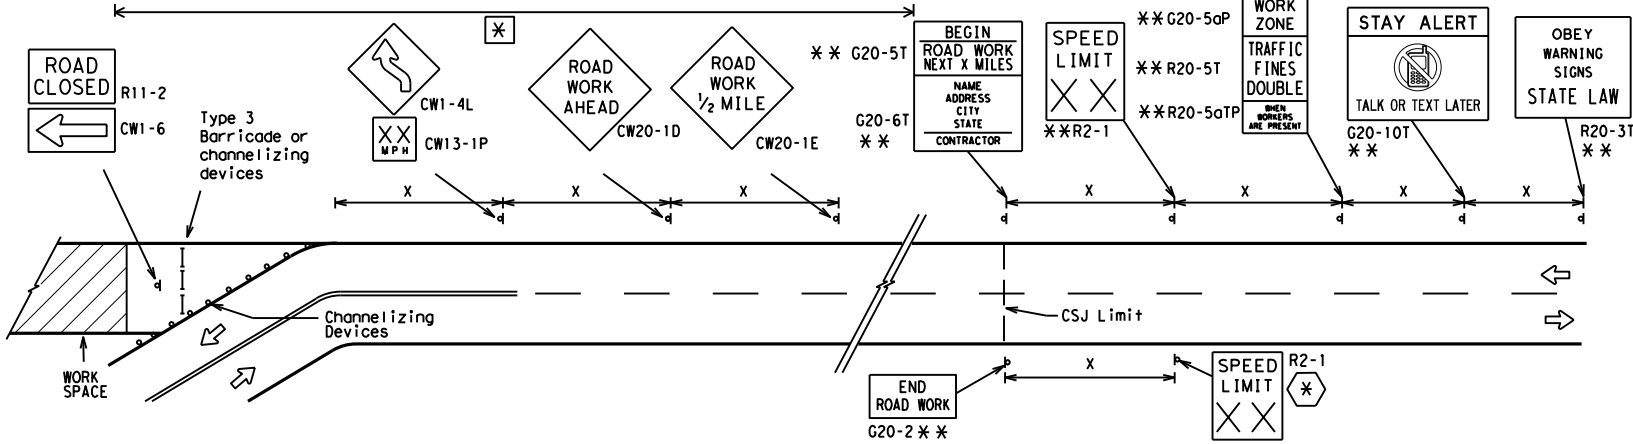 ROAD
CLOSED
R11-2
CW1-6
Type 3
Barricade or
channelizing
devices
CW1-4L
XX
MPH
CW13-1P
*
ROAD
WORK
AHEAD
CW20-1D
ROAD
WORK
1/2 MILE
CW20-1E
** G20-5T
BEGIN
ROAD WORK
NEXT X MILES
NAME
ADDRESS
CITY
STATE
CONTRACTOR
G20-6T
**
SPEED
LIMIT
XX
**R2-1
**G20-5aP
**R20-5T
**R20-5aTP
WORK
ZONE
TRAFFIC
FINES
DOUBLE
WHEN
WORKERS
ARE PRESENT
STAY ALERT
TALK OR TEXT LATER
G20-10T
**
OBEY
WARNING
SIGNS
STATE LAW
R20-3T
**
X
X
X
X
X
X
X
Channelizing
Devices
WORK
SPACE
CSJ Limit
X
END
ROAD WORK
G20-2 **
SPEED
LIMIT
XX
R2-1
*